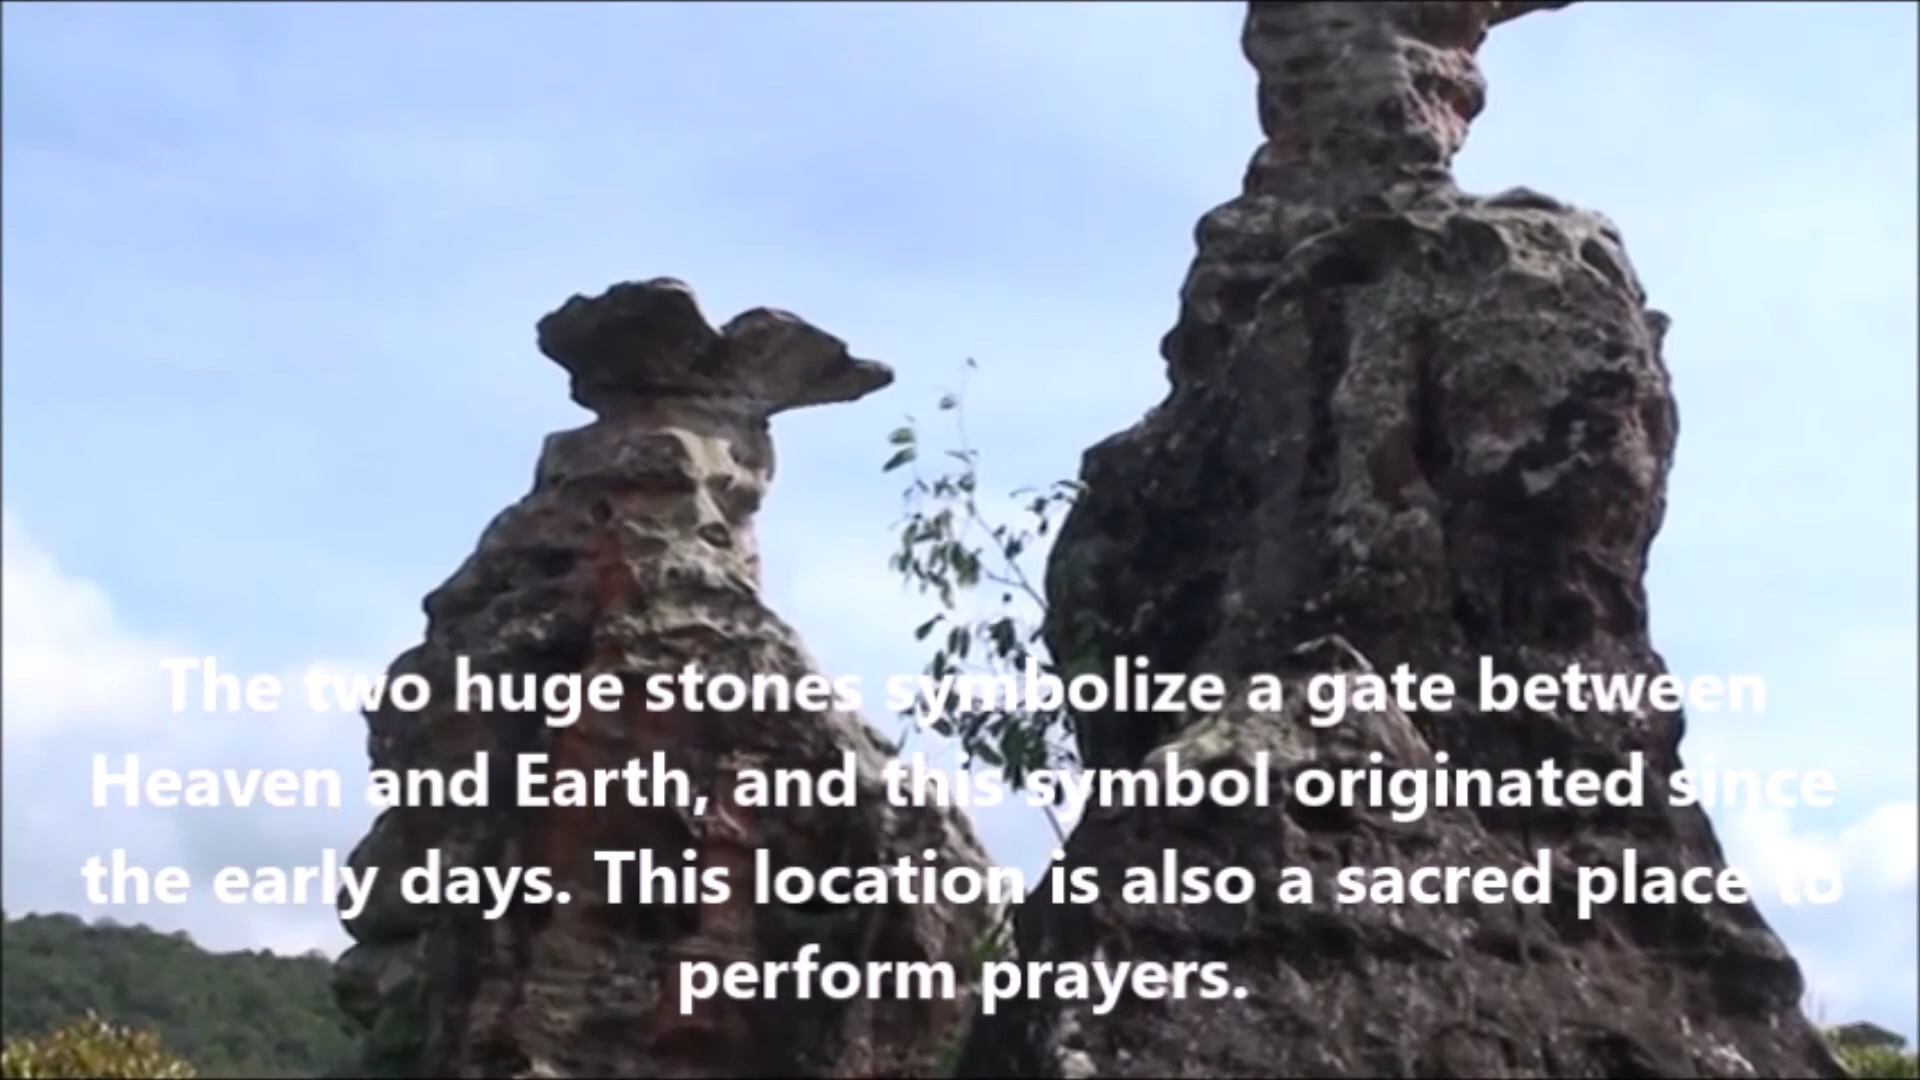 The two huge stones symbolize a gate between
Heaven and Earth, and this symbol originated since
the early days. This location is also a sacred place to
perform prayers.